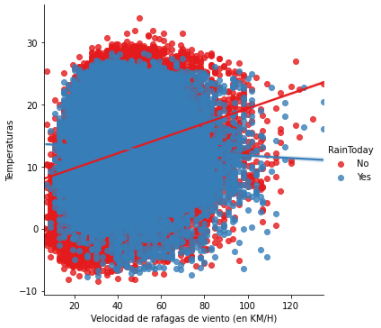 30
20
10
0
−10
Temperaturas
20 40 60 80 100 120
Velocidad de rafagas de viento (en KM/H)
RainToday
No
Yes